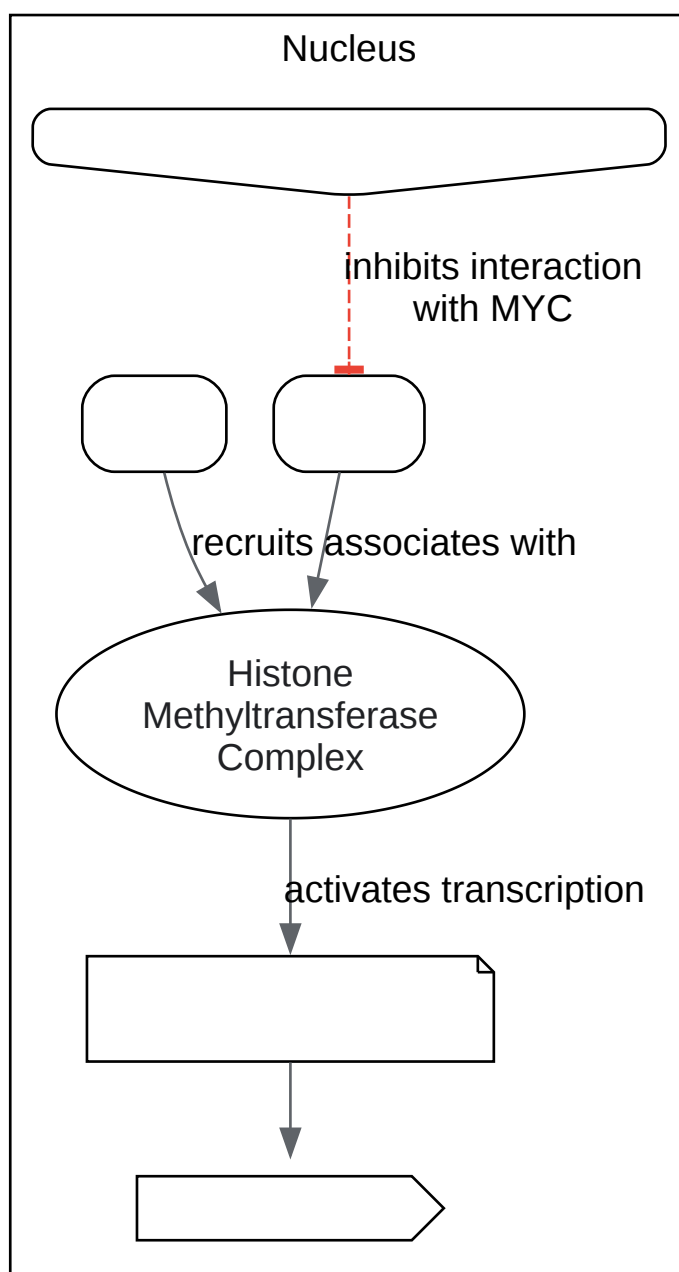 Nucleus
inhibits interaction
with MYC
recruits
associates with
Histone
Methyltransferase
Complex
activates transcription